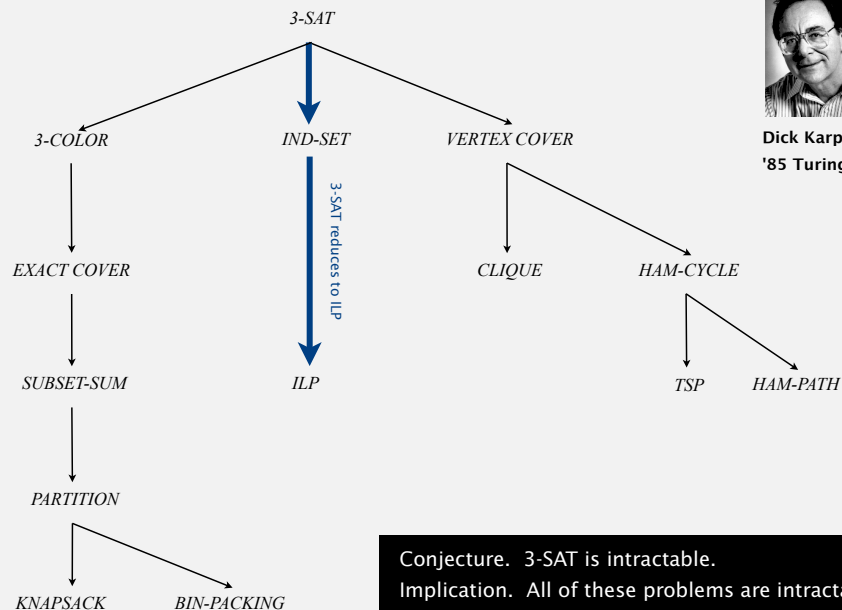 3-SAT
Dick Karp
'85 Turing
3-COLOR
IND-SET
VERTEX COVER
3-SAT reduces to ILP
EXACT COVER
CLIQUE
HAM-CYCLE
SUBSET-SUM
ILP
TSP
HAM-PATH
PARTITION
Conjecture. 3-SAT is intractable.
Implication. All of these problems are
KNAPSACK
BIN-PACKING